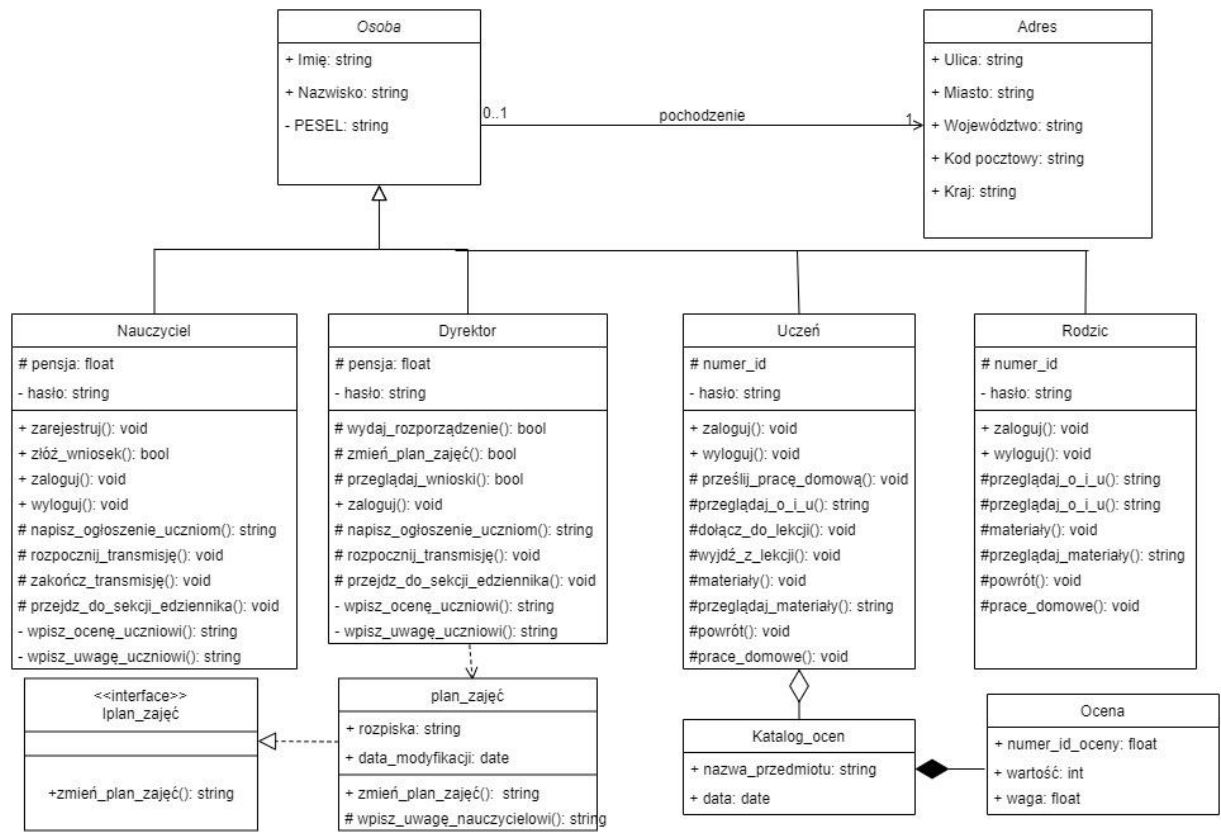 Osoba
+ Imię: string
+ Nazwisko: string
- PESEL: string
0..1
pochodzenie
1
Adres
+ Ulica: string
+ Miasto: string
+ Województwo: string
+ Kod pocztowy: string
+ Kraj: string
Nauczyciel
# pensja: float
- hasło: string
+ zarejestruj(): void
+ złóź_wniosek(): bool
+ zaloguj(): void
+ wyloguj(): void
# napisz_ogłoszenie_uczniom(): string
# rozpocznij_transmisję(): void
# zakończ_transmisję(): void
# przejdz_do_sekcji_edziennika(): void
- wpisz_ocenę_uczniowi(): string
- wpisz_uwagę_uczniowi(): string
Dyrektor
# pensja: float
- hasło: string
# wydaj_rozporządzenie(): bool
# zmień_plan_zajęć(): bool
# przeglądaj_wnioski(): bool
+ zaloguj(): void
# napisz_ogłoszenie_uczniom(): string
# rozpocznij_transmisję(): void
# przejdz_do_sekcji_edziennika(): void
- wpisz_ocenę_uczniowi(): string
- wpisz_uwagę_uczniowi(): string
Uczeń
# numer_id
- hasło: string
+ zaloguj(): void
+ wyloguj(): void
# prześlij_pracę_domową(): void
#przeglądaj_o_i_u(): string
#dołącz_do_lekcji(): void
#wyjdź_z_lekcji(): void
#materiały(): void
#przeglądaj_materiały(): string
#powrót(): void
#prace_domowe(): void
Rodzic
# numer_id
- hasło: string
+ zaloguj(): void
+ wyloguj(): void
#przeglądaj_o_i_u(): string
#przeglądaj_o_i_u(): string
#materiały(): void
#przeglądaj_materiały(): string
#powrót(): void
#prace_domowe(): void
<<interface>>
Iplan_zajęć
+zmień_plan_zajęć(): string
plan_zajęć
+ rozpiska: string
+ data_modyfikacji: date
+ zmień_plan_zajęć(): string
# wpisz_uwagę_nauczycielowi(): string
Katalog_ocen
+ nazwa_przedmiotu: string
+ data: date
Ocena
+ numer_id_oceny: float
+ wartość: int
+ waga: float